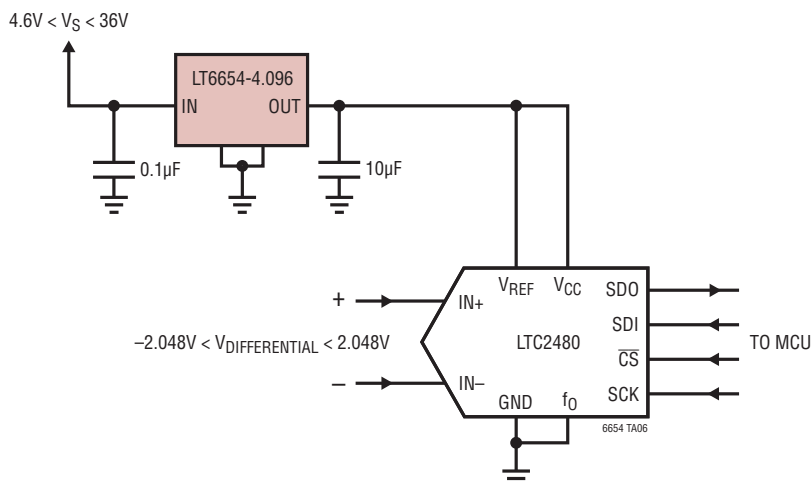 4.6V < VS < 36V
LT6654-4.096
IN OUT
0.1µF
10µF
VREF VCC SDO
+ IN+
SDI
–2.048V < VDIFFERENTIAL < 2.048V
LTC2480
TO MCU
CS
– IN–
SCK
GND fO
6654 TA06